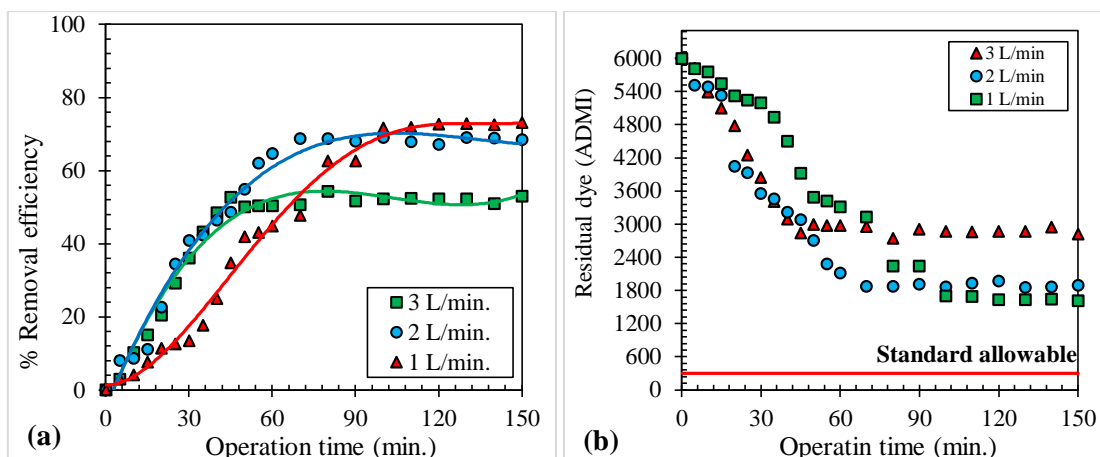 100
80
60
40
20
0
% Removal efficiency
3 L/min.
2 L/min.
1 L/min.
0 30 60 90 120 150
Operation time (min.)
(a)
6000
5400
4800
4200
3600
3000
2400
1800
1200
600
0
Residual dye (ADMI)
3 L/min
2 L/min
1 L/min
Standard allowable
0 30 60 90 120 150
Operatin time (min.)
(b)